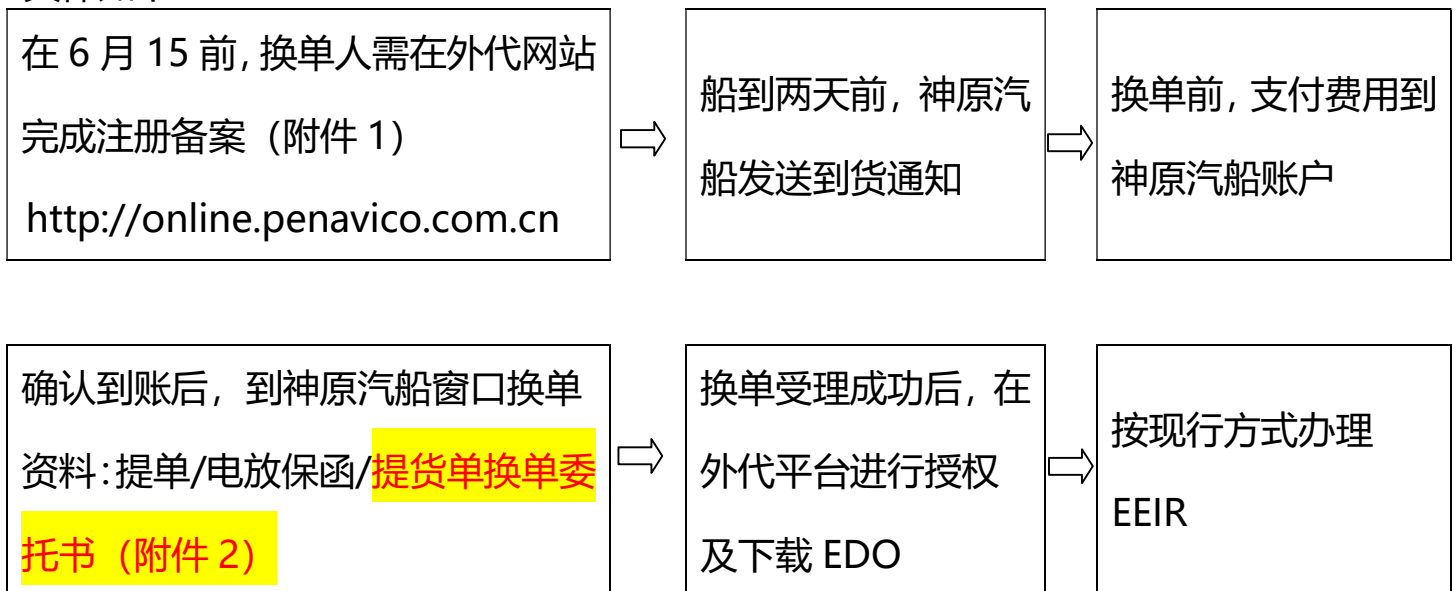 在 6 月 15 前，换单人需在外代网站
完成注册备案（附件 1）
http://online.penavico.com.cn
船到两天前，神原汽
船发送到货通知
换单前，支付费用到
神原汽船账户
确认到账后，到神原汽船窗口换单
资料：提单/电放保函/提货单换单委
托书（附件 2）
换单受理成功后，在
外代平台进行授权
及下载 EDO
按现行方式办理
EEIR